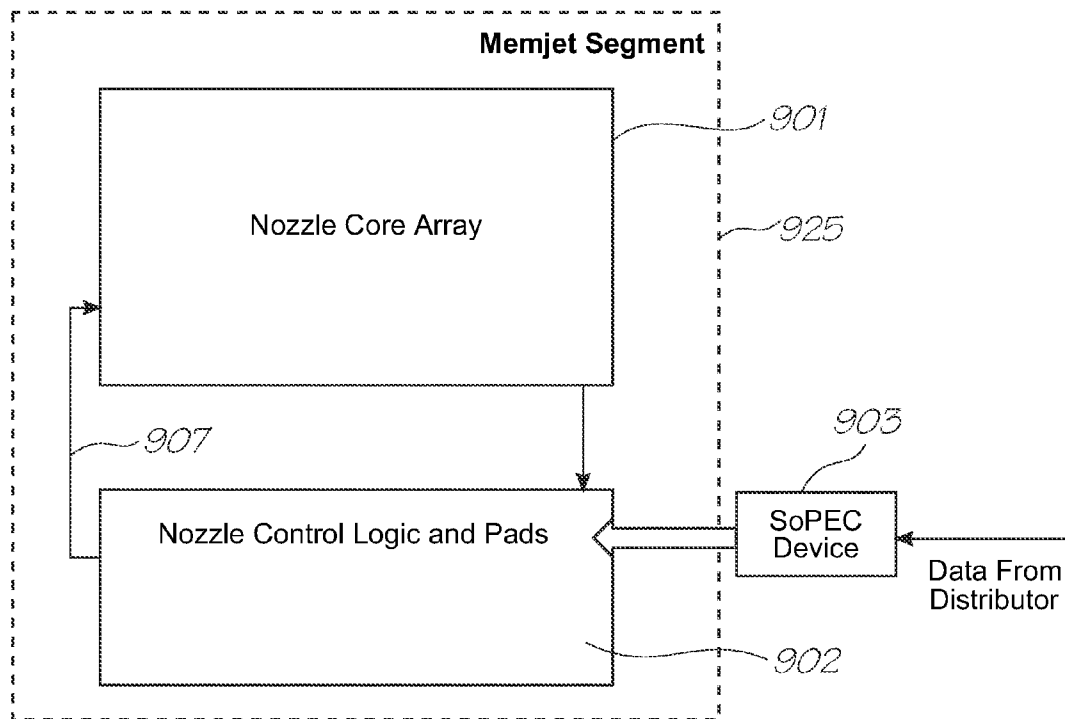 Memjet Segment
901
Nozzle Core Array
925
907
903
Nozzle Control Logic and Pads
SoPEC
Device
Data From
Distributor
902